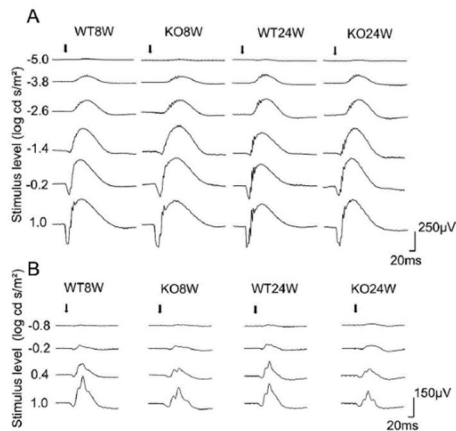 A
WT8W KO8W WT24W KO24W
Stimulus level (log cd s/m²)
-5.0
-3.8
-2.6
-1.4
-0.2
1.0
250µV
20ms
B
WT8W KO8W WT24W KO24W
Stimulus level (log cd s/m²)
-0.8
-0.2
0.4
1.0
150µV
20ms